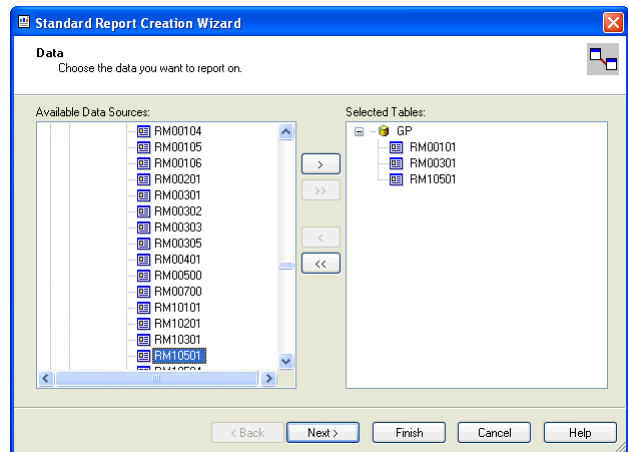 Standard Report Creation Wizard
Data
Choose the data you want to report on.
Available Data Sources:
RM00104
RM00105
RM00106
RM00201
RM00301
RM00302
RM00303
RM00305
RM00401
RM00500
RM00700
RM10101
RM10201
RM10301
RM10501
>
>>
<
<<
Selected Tables:
GP
RM00101
RM00301
RM10501
< Back
Next >
Finish
Cancel
Help